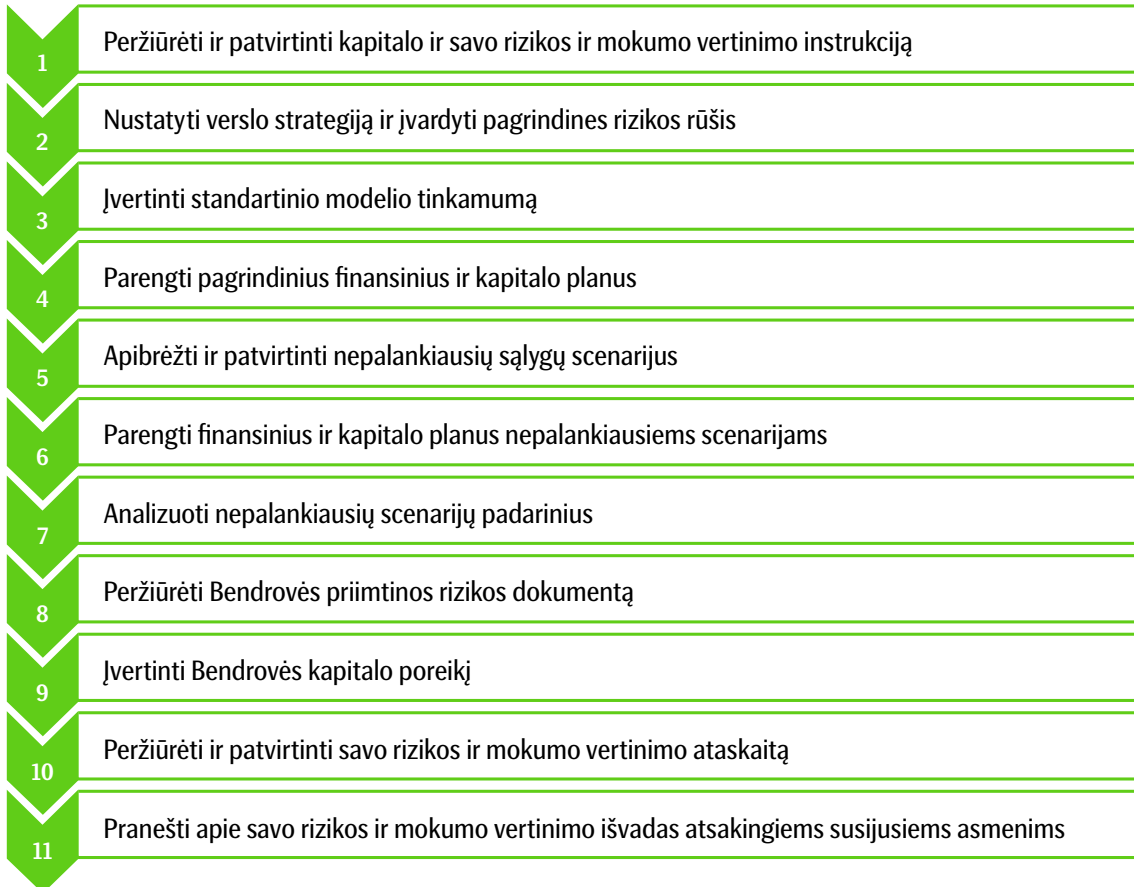 1 Peržiūrėti ir patvirtinti kapitalo ir savo rizikos ir mokumo vertinimo instrukciją
2 Nustatyti verslo strategiją ir įvardyti pagrindines rizikos rūšis
3 Įvertinti standartinio modelio tinkamumą
4 Parengti pagrindinius finansinius ir kapitalo planus
5 Apibrėžti ir patvirtinti nepalankiausių sąlygų scenarijus
6 Parengti finansinius ir kapitalo planus nepalankiausiems scenarijams
7 Analizuoti nepalankiausių scenarijų padarinius
8 Peržiūrėti Bendrovės priimtinos rizikos dokumentą
9 Įvertinti Bendrovės kapitalo poreikį
10 Peržiūrėti ir patvirtinti savo rizikos ir mokumo vertinimo ataskaitą
11 Pranešti apie savo rizikos ir mokumo vertinimo išvadas atsakingiems susijusiems asmenims